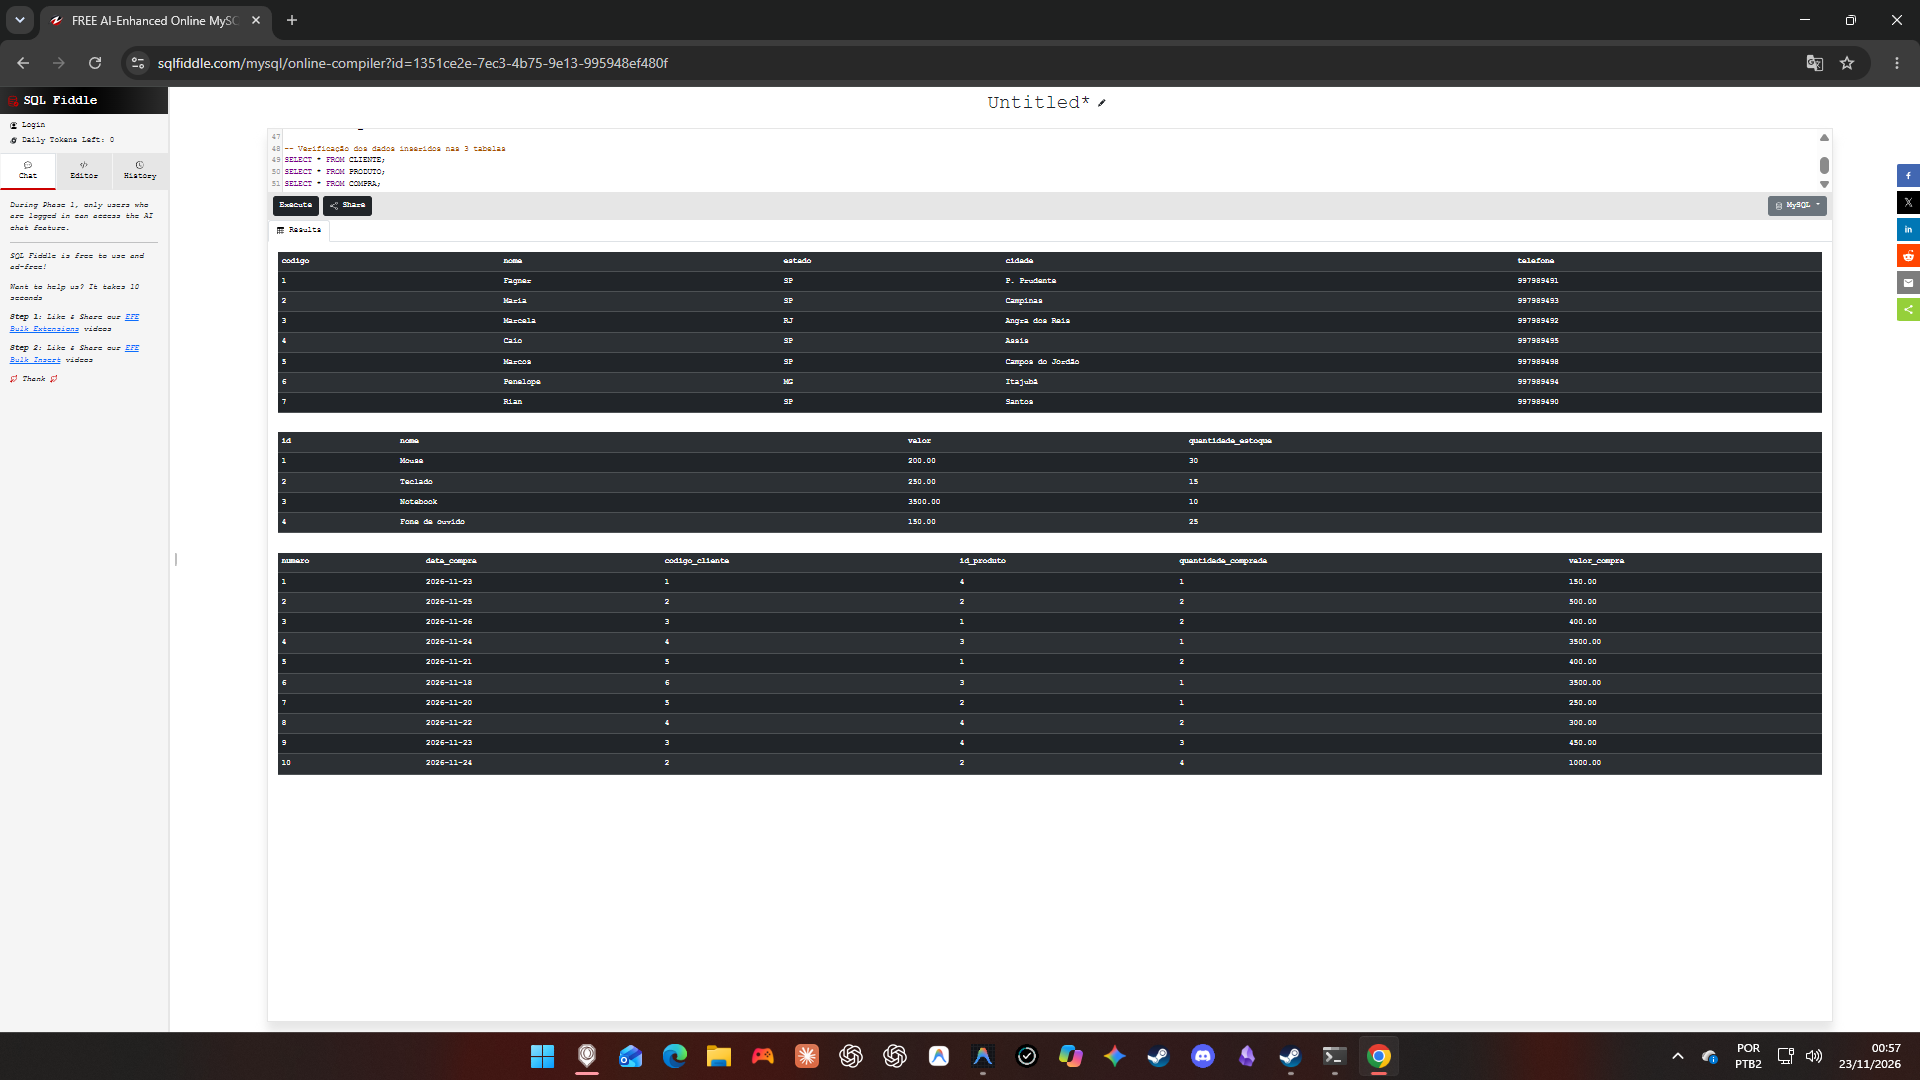 FREE AI-Enhanced Online MySQ
sqlfiddle.com/mysql/online-compiler?id=1351ce2e-7ec3-4b75-9e13-995948ef480f
SQL Fiddle
Login
Daily Tokens Left: 0
Chat
Editor
History
During Phase 1, only users who
are logged in can access the AI
chat feature.
SQL Fiddle is free to use and
ad-free!
Want to help us? It takes 10
seconds
Step 1: Like & Share our EFE
Bulk Extensions videos
Step 2: Like & Share our EFE
Bulk Insert videos
Thank
Untitled*
47
48 -- Verificação dos dados inseridos nas 3 tabelas
49 SELECT * FROM CLIENTE;
50 SELECT * FROM PRODUTO;
51 SELECT * FROM COMPRA;
Execute Share MySQL
Results
codigo nome estado cidade telefone
1 Fagner SP P. Prudente 997989491
2 Maria SP Campinas 997989493
3 Marcela RJ Angra dos Reis 997989492
4 Caio SP Assis 997989495
5 Marcos SP Campos do Jordão 997989498
6 Penelope MG Itajubá 997989494
7 Rian SP Santos 997989490
id nome valor quantidade_estoque
1 Mouse 200.00 30
2 Teclado 250.00 15
3 Notebook 3500.00 10
4 Fone de ouvido 150.00 25
numero data_compra codigo_cliente id_produto quantidade_comprada valor_compra
1 2026-11-23 1 4 1 150.00
2 2026-11-25 2 2 2 500.00
3 2026-11-26 3 1 2 400.00
4 2026-11-24 4 3 1 3500.00
5 2026-11-21 5 1 2 400.00
6 2026-11-18 6 3 1 3500.00
7 2026-11-20 5 2 1 250.00
8 2026-11-22 4 4 2 300.00
9 2026-11-23 3 4 3 450.00
10 2026-11-24 2 2 4 1000.00
POR
PTB2
00:57
23/11/2026